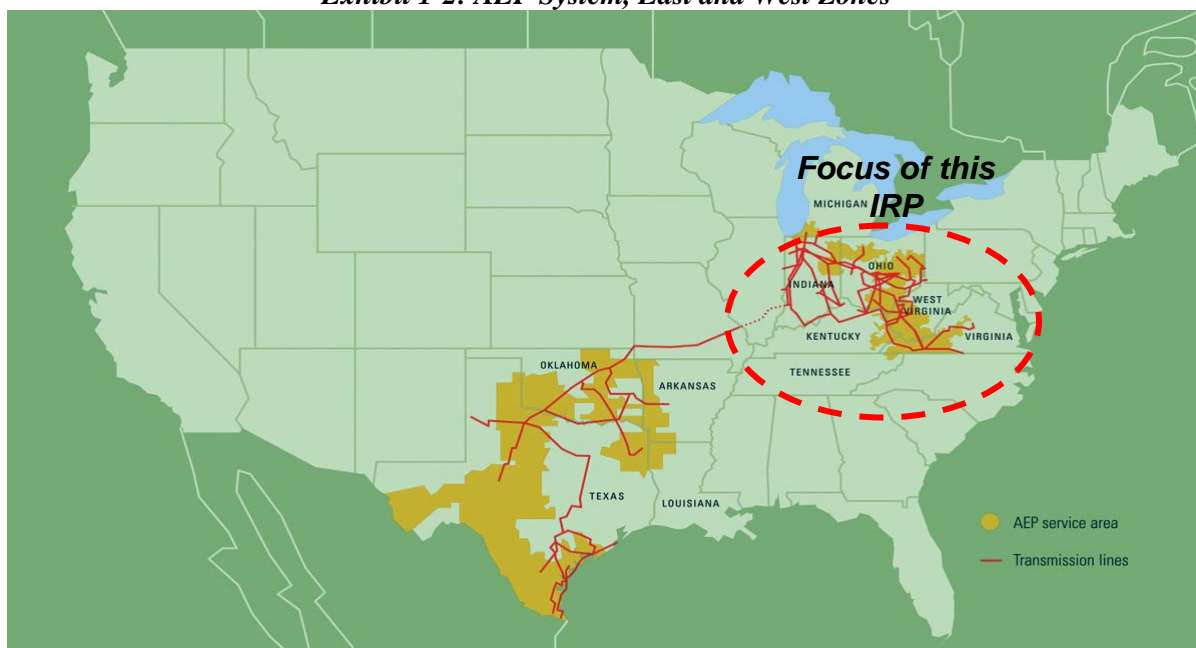 Exhibit 1-2: AEP System, East and West Zones
Focus of this
IRP
MICHIGAN
OHIO
INDIANA
WEST
VIRGINIA
KENTUCKY
VIRGINIA
TENNESSEE
OKLAHOMA
ARKANSAS
TEXAS
LOUISIANA
AEP service area
Transmission lines